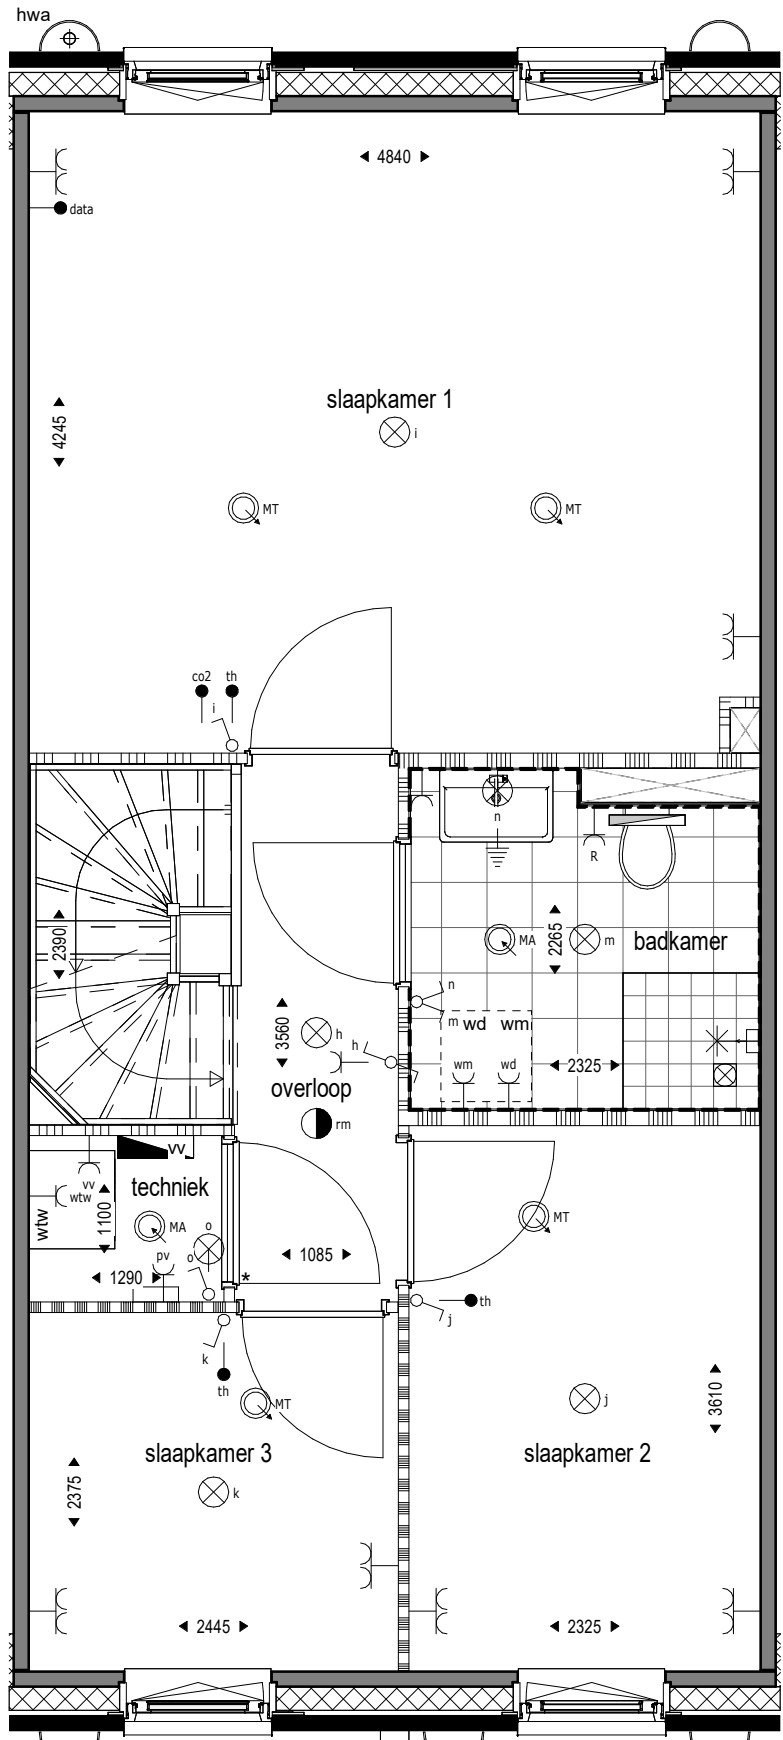 hwa
4840
data
slaapkamer 1
i
4245
MT
MT
co2 th
i
n
R
2390
MA
2265
m
badkamer
n
m
3560
h
h
wd wm
wm wd
2325
overloop
rm
vv
vv
wtw
wtw
1100
techniek
MA
o
o
pv
1290
1085
*
MT
th
j
k
th
MT
j
3610
slaapkamer 3
slaapkamer 2
k
2375
2445
2325